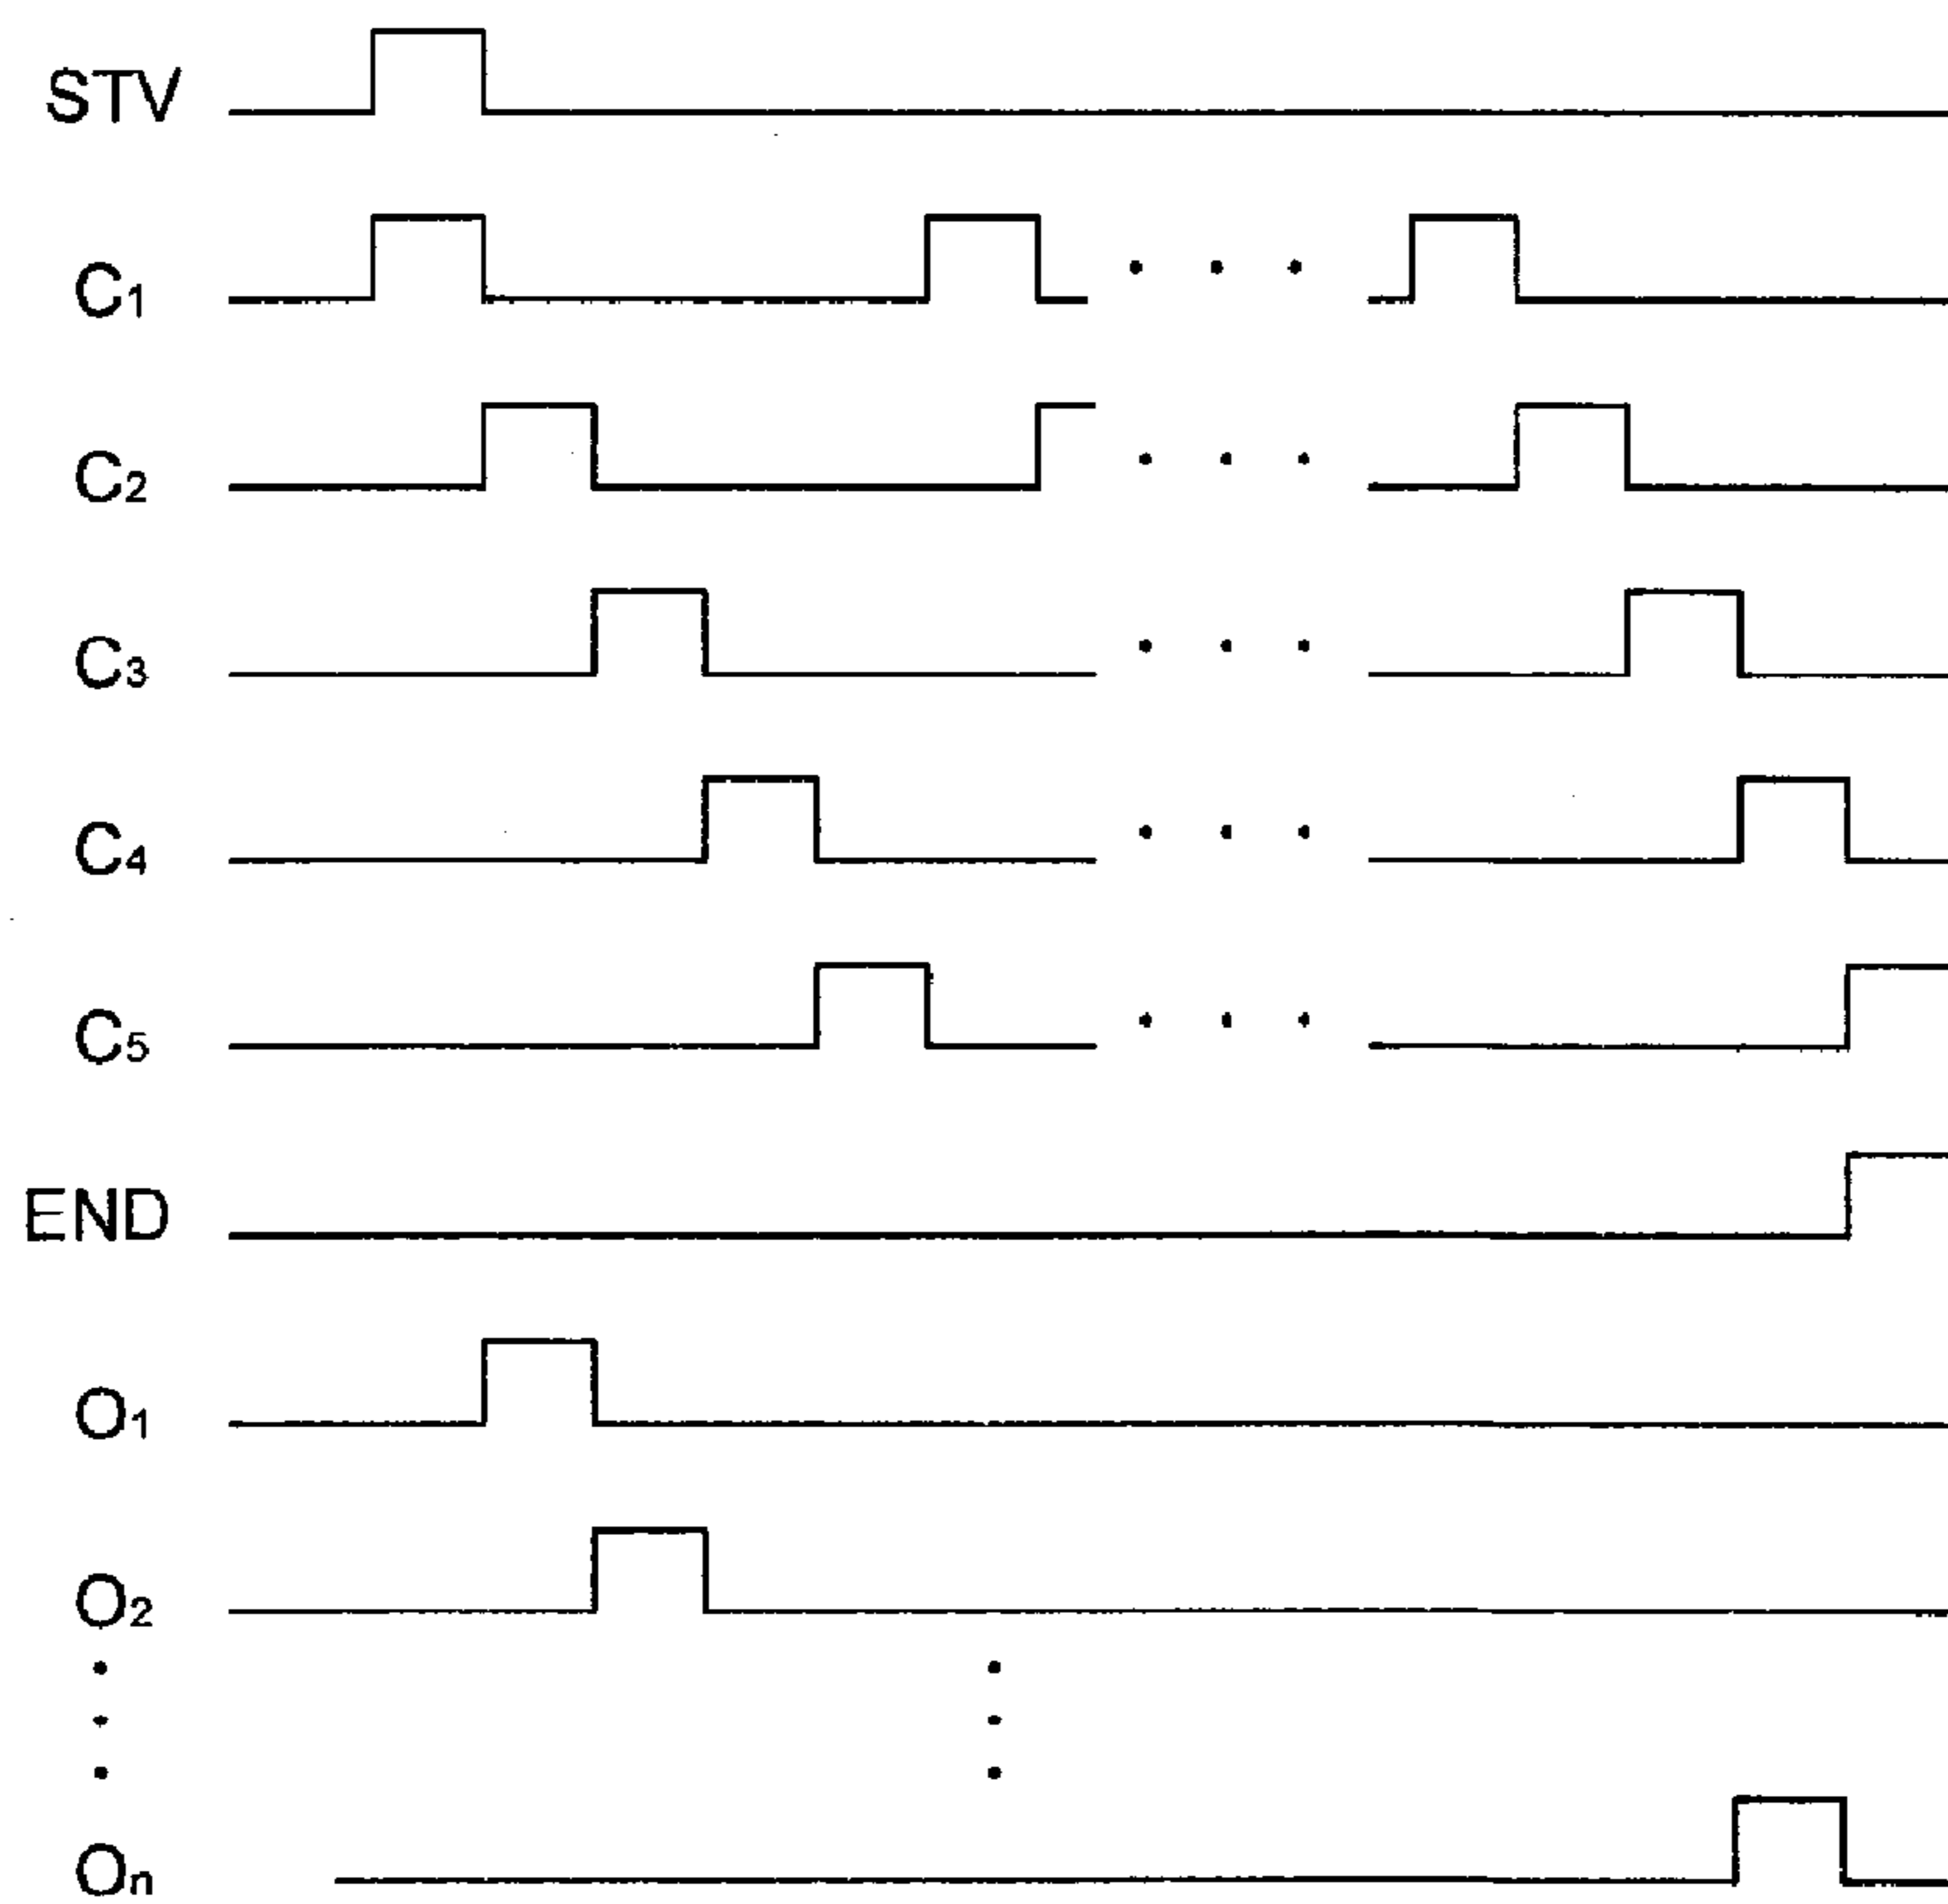 STV
C₁
C₂
C₃
C₄
C₅
END
O₁
O₂
Oₙ